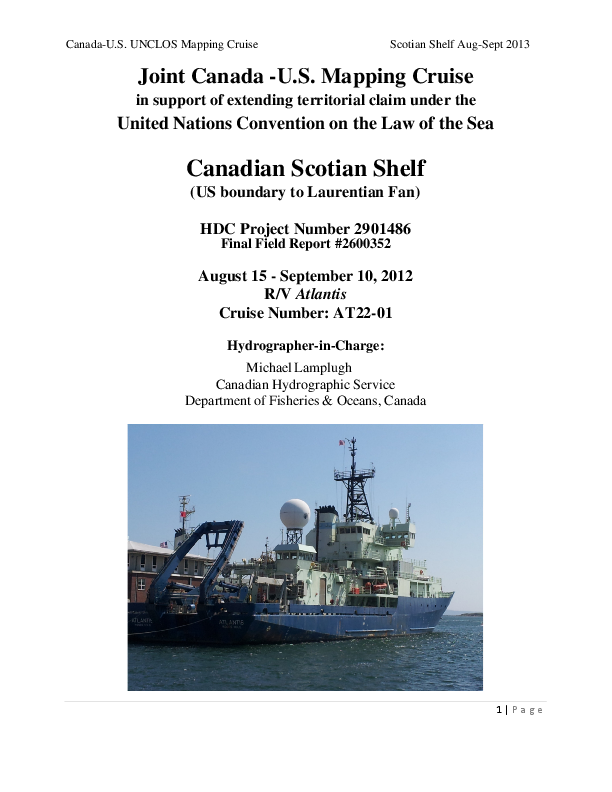 Canada-U.S. UNCLOS Mapping Cruise Scotian Shelf Aug-Sept 2013
Joint Canada -U.S. Mapping Cruise
in support of extending territorial claim under the
United Nations Convention on the Law of the Sea
Canadian Scotian Shelf
(US boundary to Laurentian Fan)
HDC Project Number 2901486
Final Field Report #2600352
August 15 - September 10, 2012
R/V Atlantis
Cruise Number: AT22-01
Hydrographer-in-Charge:
Michael Lamplugh
Canadian Hydrographic Service
Department of Fisheries & Oceans, Canada
ATLANTIS
ATLANTIS
1 | Page